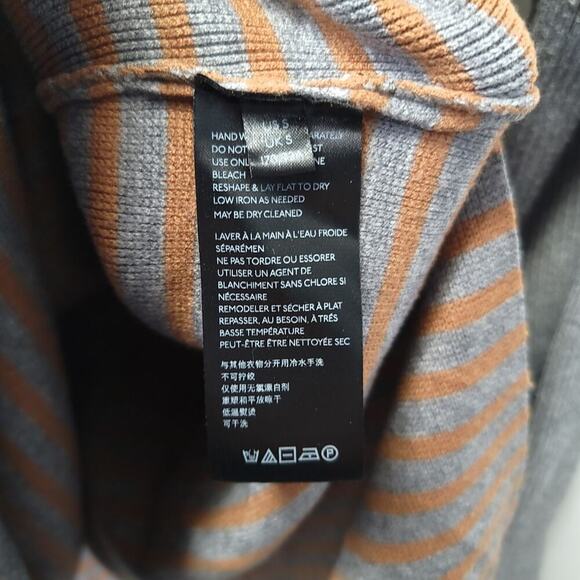 US S
UK S
HAND W
ARATELY
DO NOT
USE ONL
BLEACH
RESHAPE & LAY FLAT TO DRY
LOW IRON AS NEEDED
MAY BE DRY CLEANED
LAVER À LA MAIN À L'EAU FROIDE
SÉPARÉMEN
NE PAS TORDRE OU ESSORER
UTILISER UN AGENT DE
BLANCHIMENT SANS CHLORE SI
NÉCESSAIRE
REMODELER ET SÉCHER À PLAT
REPASSER, AU BESOIN, À TRÈS
BASSE TEMPÉRATURE
PEUT-ÊTRE ÊTRE NETTOYÉE SEC
与其他衣物分开用冷水手洗
不可拧绞
仅使用无氯漂白剂
重塑和平放晾干
低温熨烫
可干洗
P